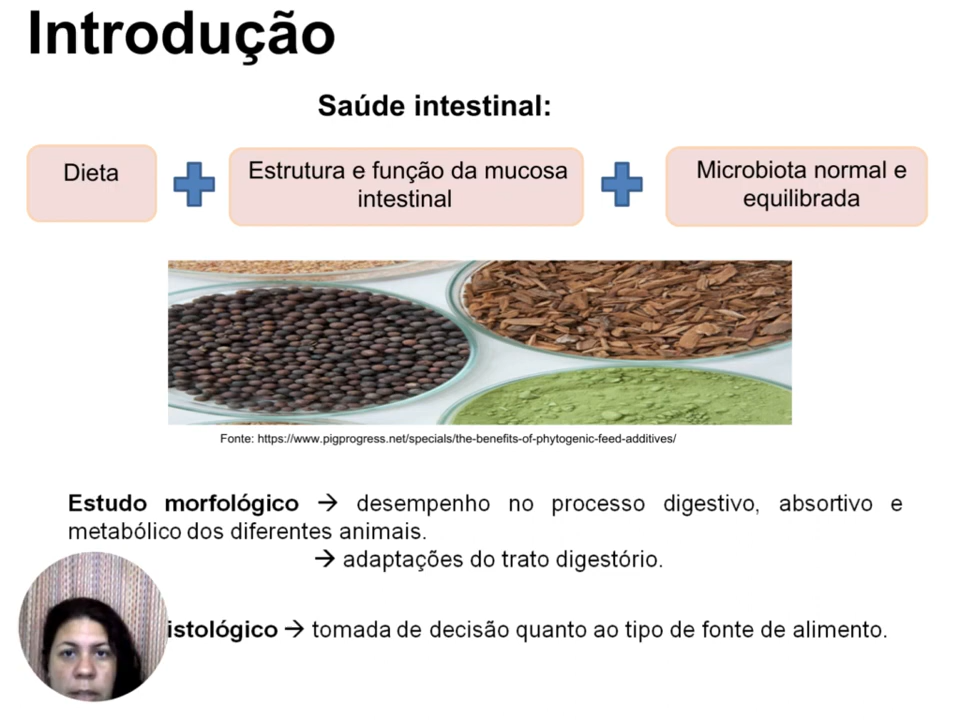 Introdução
Saúde intestinal:
Dieta
Estrutura e função da mucosa
intestinal
Microbiota normal e
equilibrada
Fonte: https://www.pigprogress.net/specials/the-benefits-of-phytogenic-feed-additives/
Estudo morfológico → desempenho no processo digestivo, absortivo e
metabólico dos diferentes animais.
→ adaptações do trato digestório.
istológico → tomada de decisão quanto ao tipo de fonte de alimento.